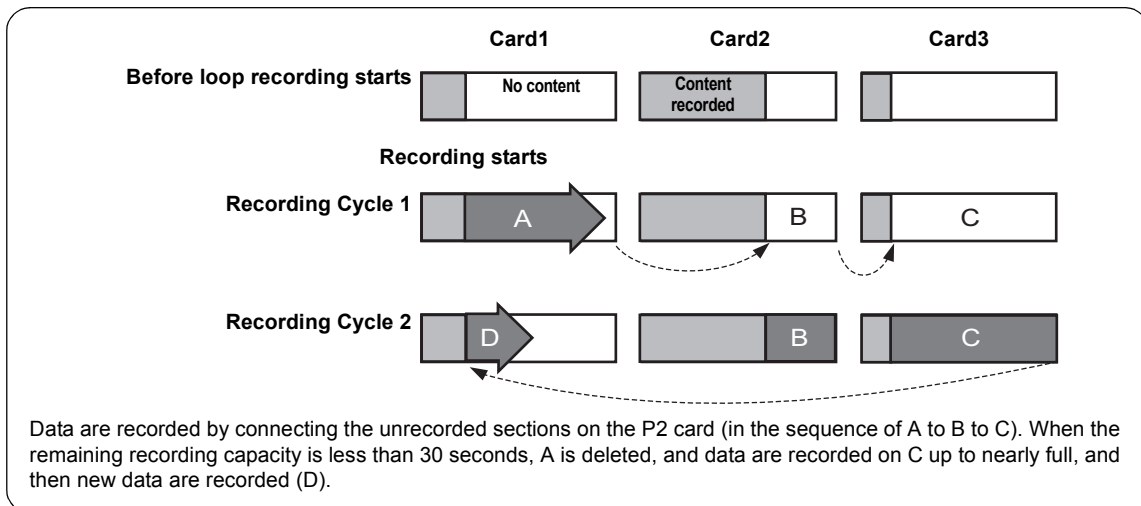 Card1 Card2 Card3
Before loop recording starts
No content
Content
recorded
Recording starts
Recording Cycle 1
A B C
Recording Cycle 2
D B C
Data are recorded by connecting the unrecorded sections on the P2 card (in the sequence of A to B to C). When the
remaining recording capacity is less than 30 seconds, A is deleted, and data are recorded on C up to nearly full, and
then new data are recorded (D).